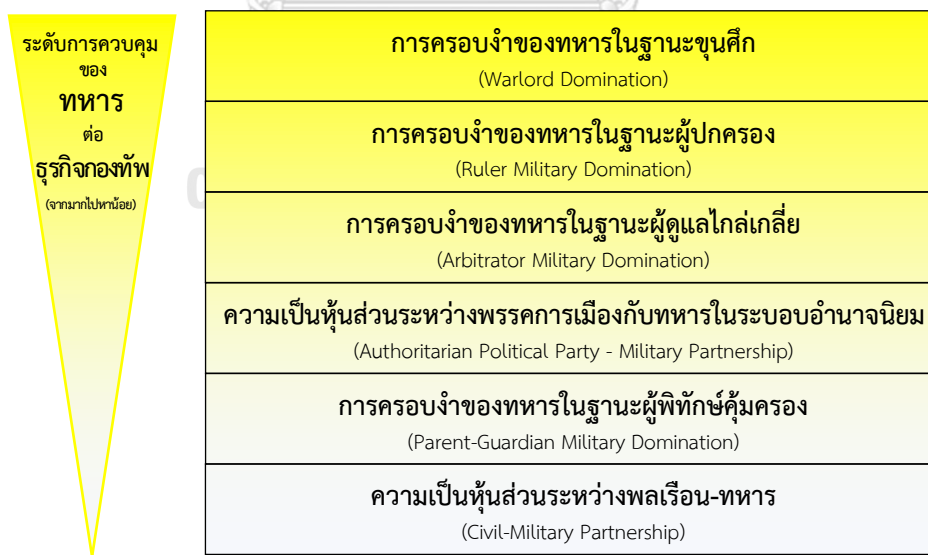 ระดับการควบคุม
ของ
ทหาร
ต่อ
ธุรกิจกองทัพ
(จากมากไปหาน้อย)
การครอบงำของทหารในฐานะขุนศึก
(Warlord Domination)
การครอบงำของทหารในฐานะผู้ปกครอง
(Ruler Military Domination)
การครอบงำของทหารในฐานะผู้ดูแลไกล่เกลี่ย
(Arbitrator Military Domination)
ความเป็นหุ้นส่วนระหว่างพรรคการเมืองกับทหารในระบอบอำนาจนิยม
(Authoritarian Political Party - Military Partnership)
การครอบงำของทหารในฐานะผู้พิทักษ์คุ้มครอง
(Parent-Guardian Military Domination)
ความเป็นหุ้นส่วนระหว่างพลเรือน-ทหาร
(Civil-Military Partnership)